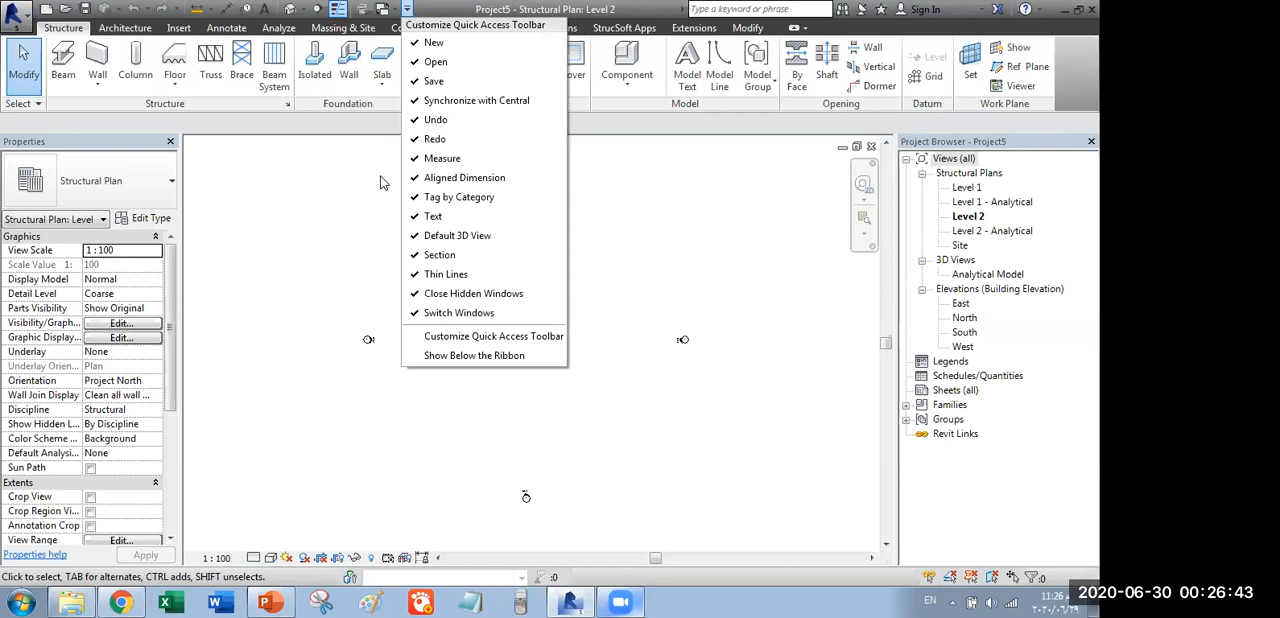 Project5 - Structural Plan: Level 2
Type a keyword or phrase
Sign In
Structure
Architecture
Insert
Annotate
Analyze
Massing & Site
StrucSoft Apps
Extensions
Modify
Modify
Beam
Wall
Column
Floor
Truss
Brace
Beam
System
Isolated
Wall
Slab
Component
Model
Text
Model
Line
Model
Group
By
Face
Shaft
Wall
Vertical
Dormer
Level
Grid
Set
Show
Ref Plane
Viewer
Select
Structure
Foundation
Model
Opening
Datum
Work Plane
Customize Quick Access Toolbar
New
Open
Save
Synchronize with Central
Undo
Redo
Measure
Aligned Dimension
Tag by Category
Text
Default 3D View
Section
Thin Lines
Close Hidden Windows
Switch Windows
Customize Quick Access Toolbar
Show Below the Ribbon
Properties
Structural Plan
Structural Plan: Level
Edit Type
Graphics
View Scale 1 : 100
Scale Value 1: 100
Display Model Normal
Detail Level Coarse
Parts Visibility Show Original
Visibility/Graph... Edit...
Graphic Display... Edit...
Underlay None
Underlay Orien... Plan
Orientation Project North
Wall Join Display Clean all wall ...
Discipline Structural
Show Hidden L... By Discipline
Color Scheme ... Background
Default Analysi... None
Sun Path
Extents
Crop View
Crop Region Vi...
Annotation Crop
View Range Edit...
Properties help
Apply
Project Browser - Project5
Views (all)
Structural Plans
Level 1
Level 1 - Analytical
Level 2
Level 2 - Analytical
Site
3D Views
Analytical Model
Elevations (Building Elevation)
East
North
South
West
Legends
Schedules/Quantities
Sheets (all)
Families
Groups
Revit Links
1 : 100
Click to select, TAB for alternates, CTRL adds, SHIFT unselects.
:0
:0
EN
11:26 م
٢٠٢٠/٠٦/٢٩
2020-06-30 00:26:43